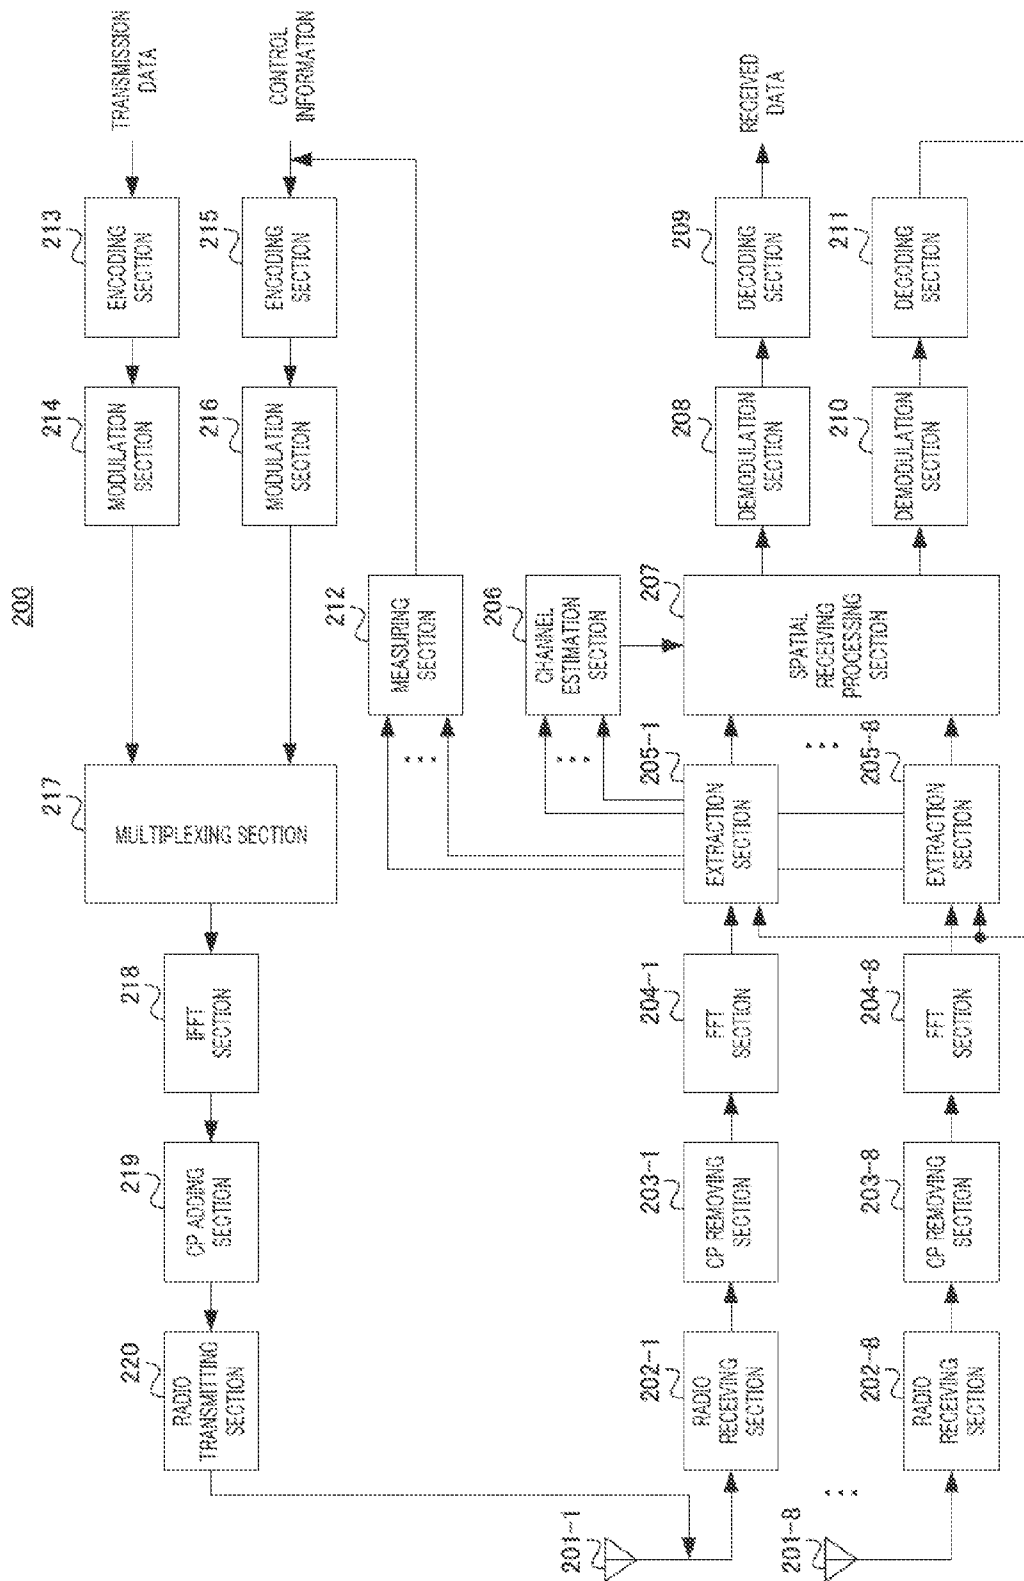 200
TRANSMISSION
DATA
213
ENCODING
SECTION
214
MODULATION
SECTION
CONTROL
INFORMATION
215
ENCODING
SECTION
216
MODULATION
SECTION
217
MULTIPLEXING SECTION
218
IFFT
SECTION
219
CP ADDING
SECTION
220
RADIO
TRANSMITTING
SECTION
212
MEASURING
SECTION
206
CHANNEL
ESTIMATION
SECTION
201-1
202-1
RADIO
RECEIVING
SECTION
203-1
CP REMOVING
SECTION
204-1
FFT
SECTION
205-1
EXTRACTION
SECTION
207
SPATIAL
RECEIVING
PROCESSING
SECTION
208
DEMODULATION
SECTION
209
DECODING
SECTION
RECEIVED
DATA
201-8
202-8
RADIO
RECEIVING
SECTION
203-8
CP REMOVING
SECTION
204-8
FFT
SECTION
205-8
EXTRACTION
SECTION
210
DEMODULATION
SECTION
211
DECODING
SECTION